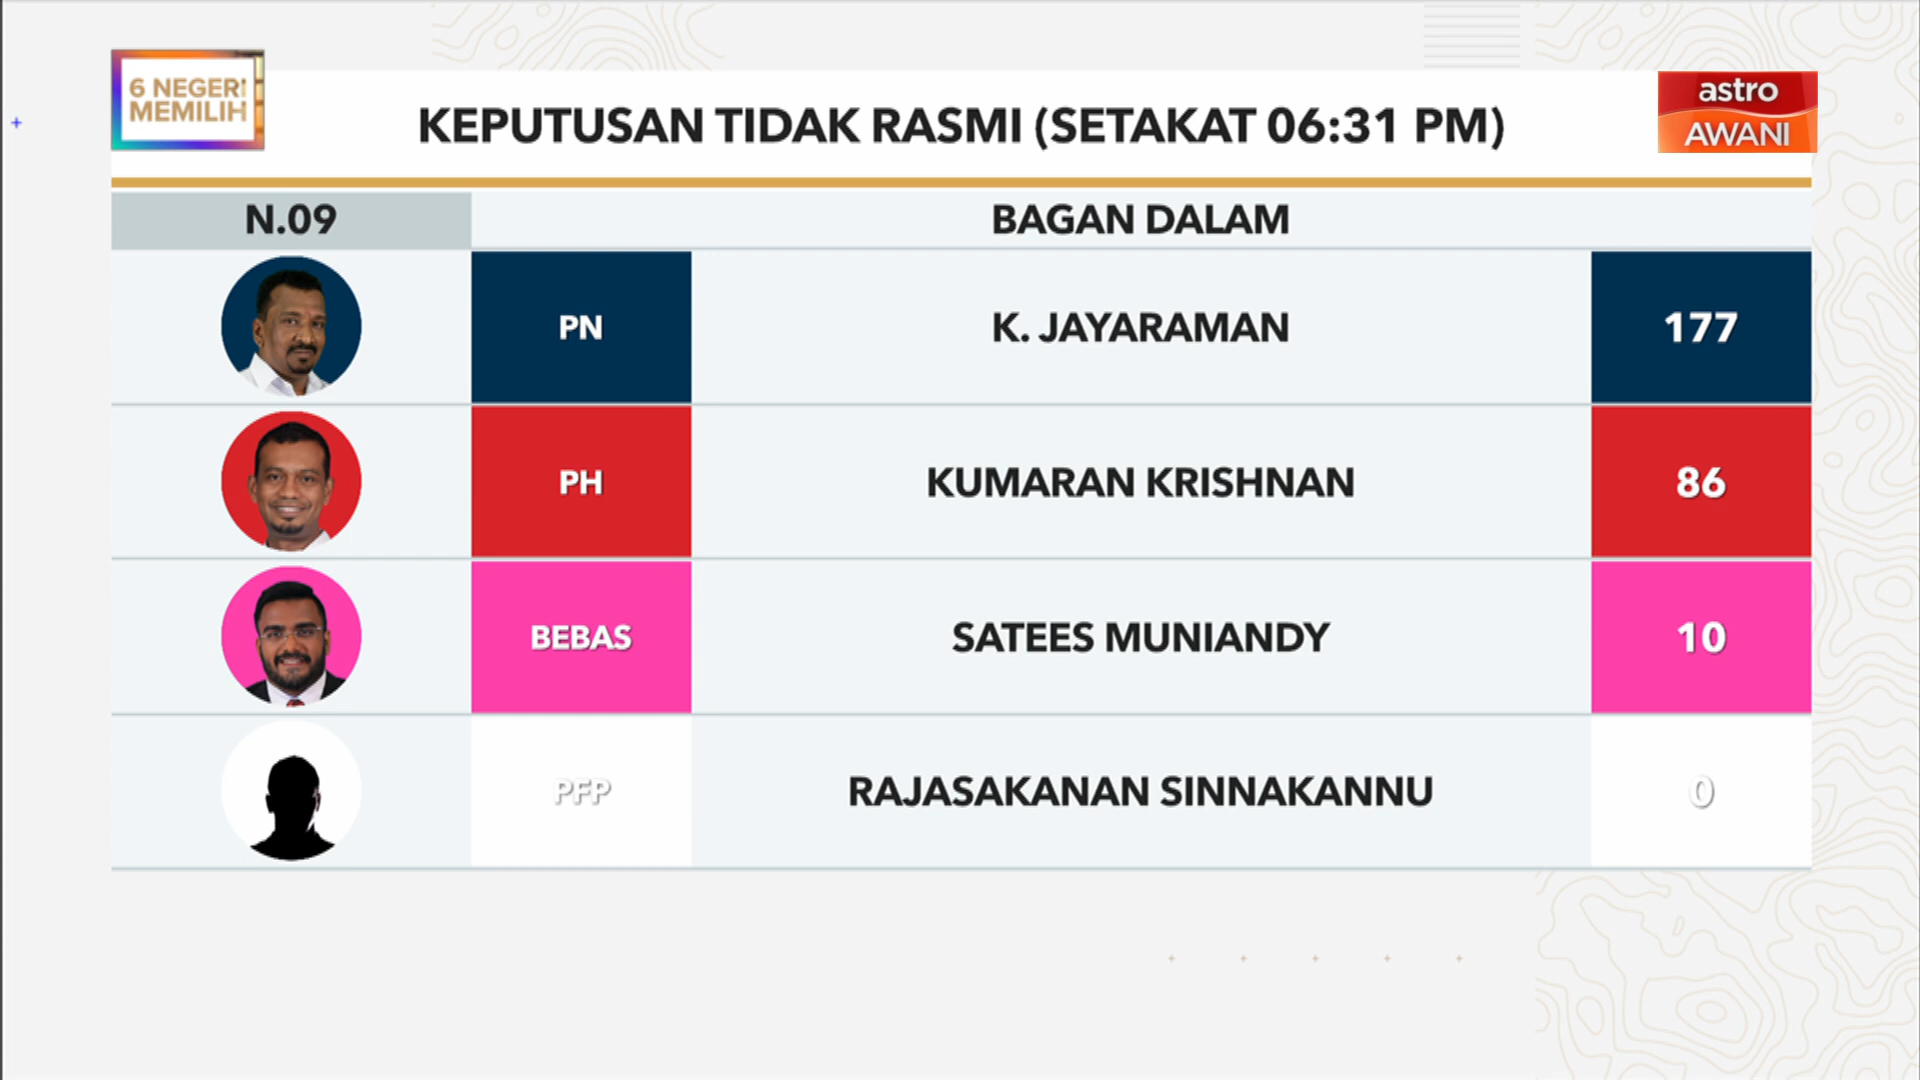 6 NEGERI
MEMILIH
KEPUTUSAN TIDAK RASMI (SETAKAT 06:31 PM)
astro
AWANI
N.09 BAGAN DALAM
PN K. JAYARAMAN 177
PH KUMARAN KRISHNAN 86
BEBAS SATEES MUNIANDY 10
PFP RAJASAKANAN SINNAKANNU 0